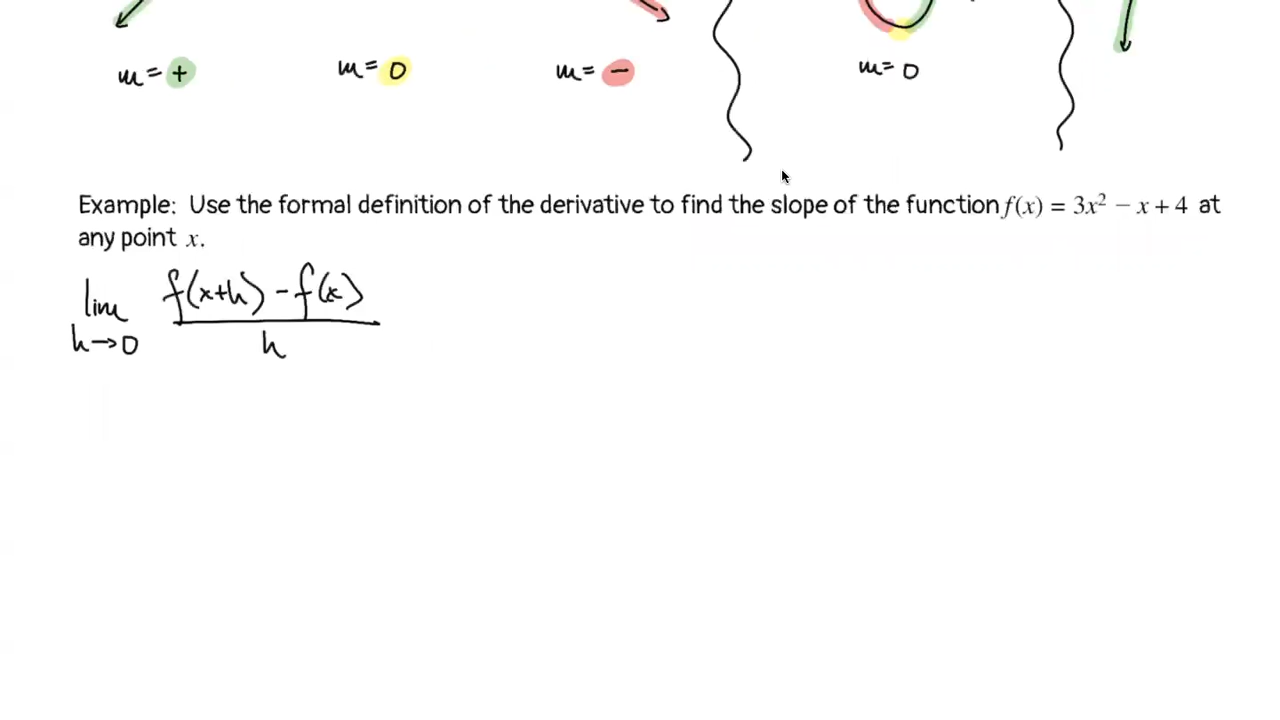 m = + m = 0 m = − m = 0
Example: Use the formal definition of the derivative to find the slope of the function f(x) = 3x² − x + 4 at
any point x.
lim f(x+h) - f(x)
h→0 h